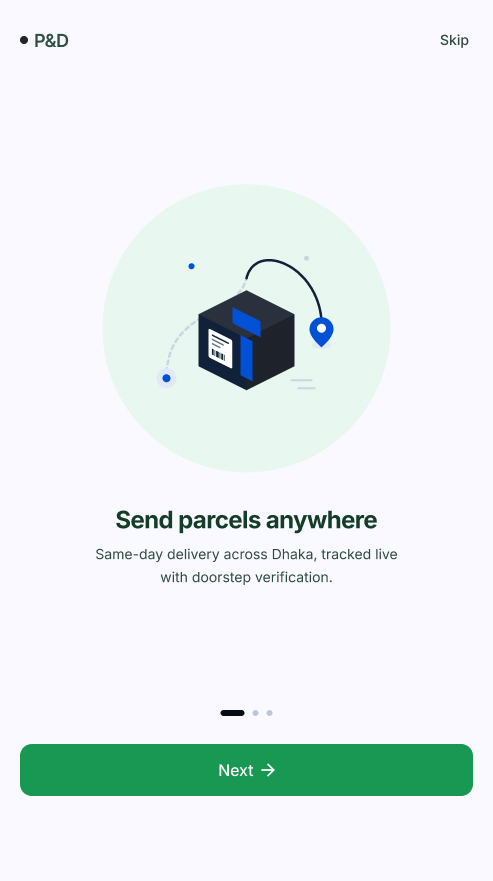 P&D
Skip
Send parcels anywhere
Same-day delivery across Dhaka, tracked live
with doorstep verification.
Next →